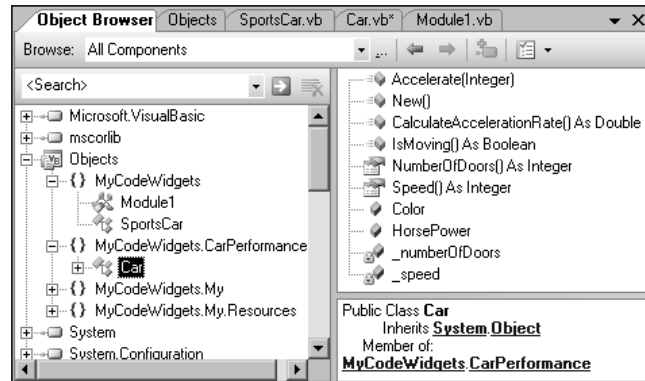 Object Browser Objects SportsCar.vb Car.vb* Module1.vb
Browse: All Components ...
<Search>
Microsoft.VisualBasic
mscorlib
Objects
{} MyCodeWidgets
Module1
SportsCar
{} MyCodeWidgets.CarPerformance
Car
{} MyCodeWidgets.My
{} MyCodeWidgets.My.Resources
System
System.Configuration
Accelerate(Integer)
New()
CalculateAccelerationRate() As Double
IsMoving() As Boolean
NumberOfDoors() As Integer
Speed() As Integer
Color
HorsePower
_numberOfDoors
_speed
Public Class Car
Inherits System.Object
Member of:
MyCodeWidgets.CarPerformance